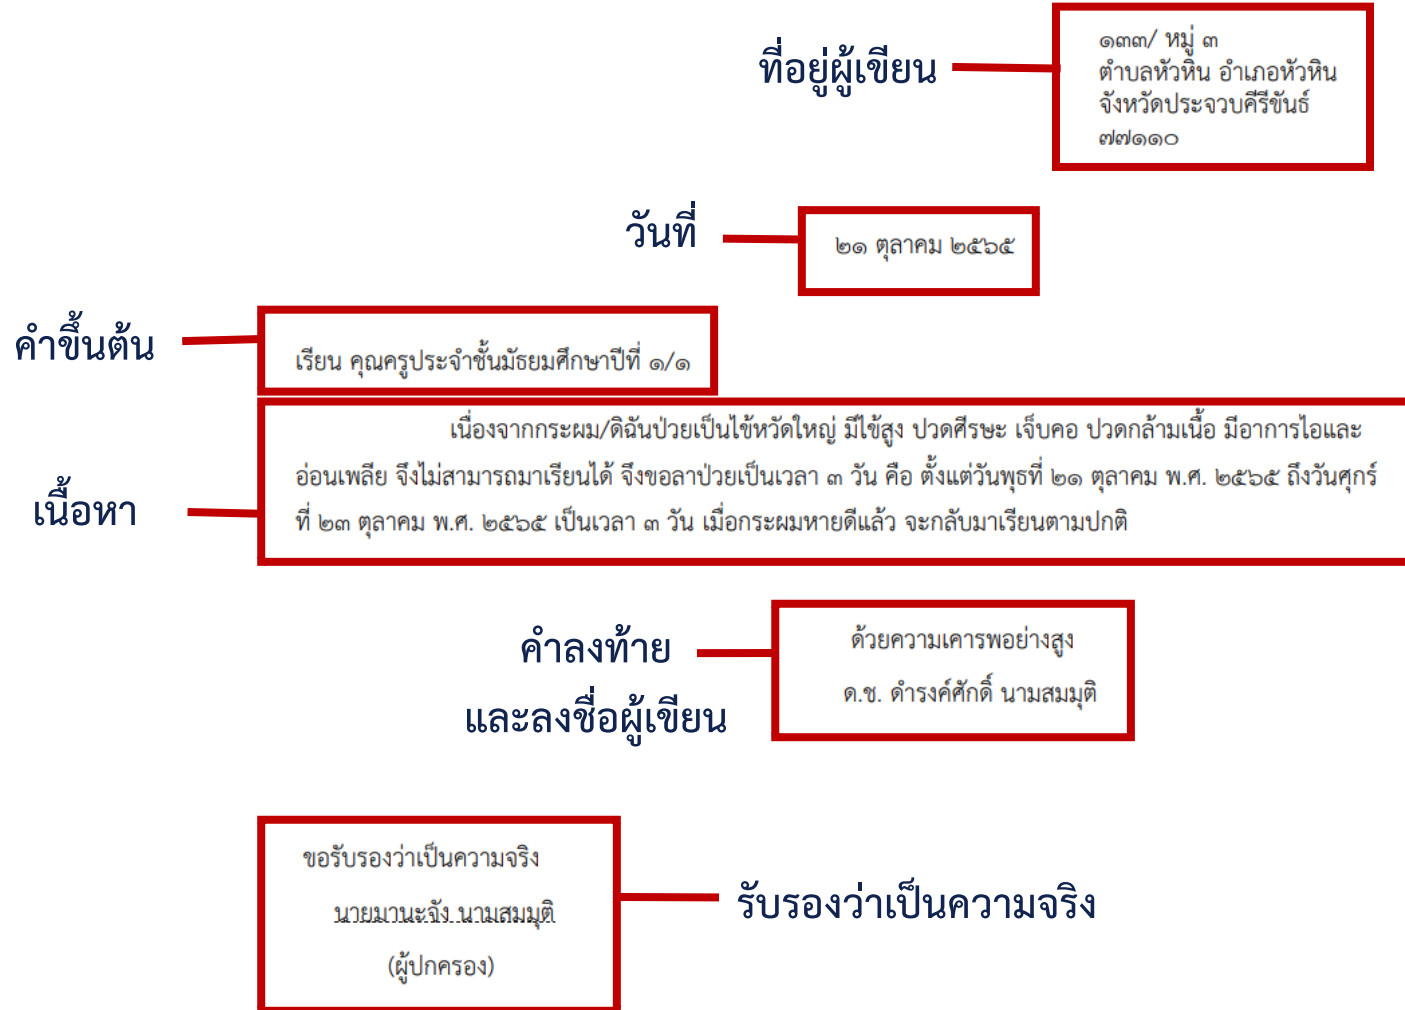 ที่อยู่ผู้เขียน
๑๓๓/ หมู่ ๓
ตำบลหัวหิน อำเภอหัวหิน
จังหวัดประจวบคีรีขันธ์
๗๗๑๑๐
วันที่
๒๑ ตุลาคม ๒๕๖๕
คำขึ้นต้น
เรียน คุณครูประจำชั้นมัธยมศึกษาปีที่ ๑/๑
เนื้อหา
เนื่องจากกระผม/ดิฉันป่วยเป็นไข้หวัดใหญ่ มีไข้สูง ปวดศีรษะ เจ็บคอ ปวดกล้ามเนื้อ มีอาการไอและ
อ่อนเพลีย จึงไม่สามารถมาเรียนได้ จึงขอลาป่วยเป็นเวลา ๓ วัน คือ ตั้งแต่วันพุธที่ ๒๑ ตุลาคม พ.ศ. ๒๕๖๕ ถึงวันศุกร์
ที่ ๒๓ ตุลาคม พ.ศ. ๒๕๖๕ เป็นเวลา ๓ วัน เมื่อกระผมหายดีแล้ว จะกลับมาเรียนตามปกติ
คำลงท้าย
และลงชื่อผู้เขียน
ด้วยความเคารพอย่างสูง
ด.ช. ดำรงค์ศักดิ์ นามสมมุติ
ขอรับรองว่าเป็นความจริง
นายมานะจัง นามสมมุติ
(ผู้ปกครอง)
รับรองว่าเป็นความจริง